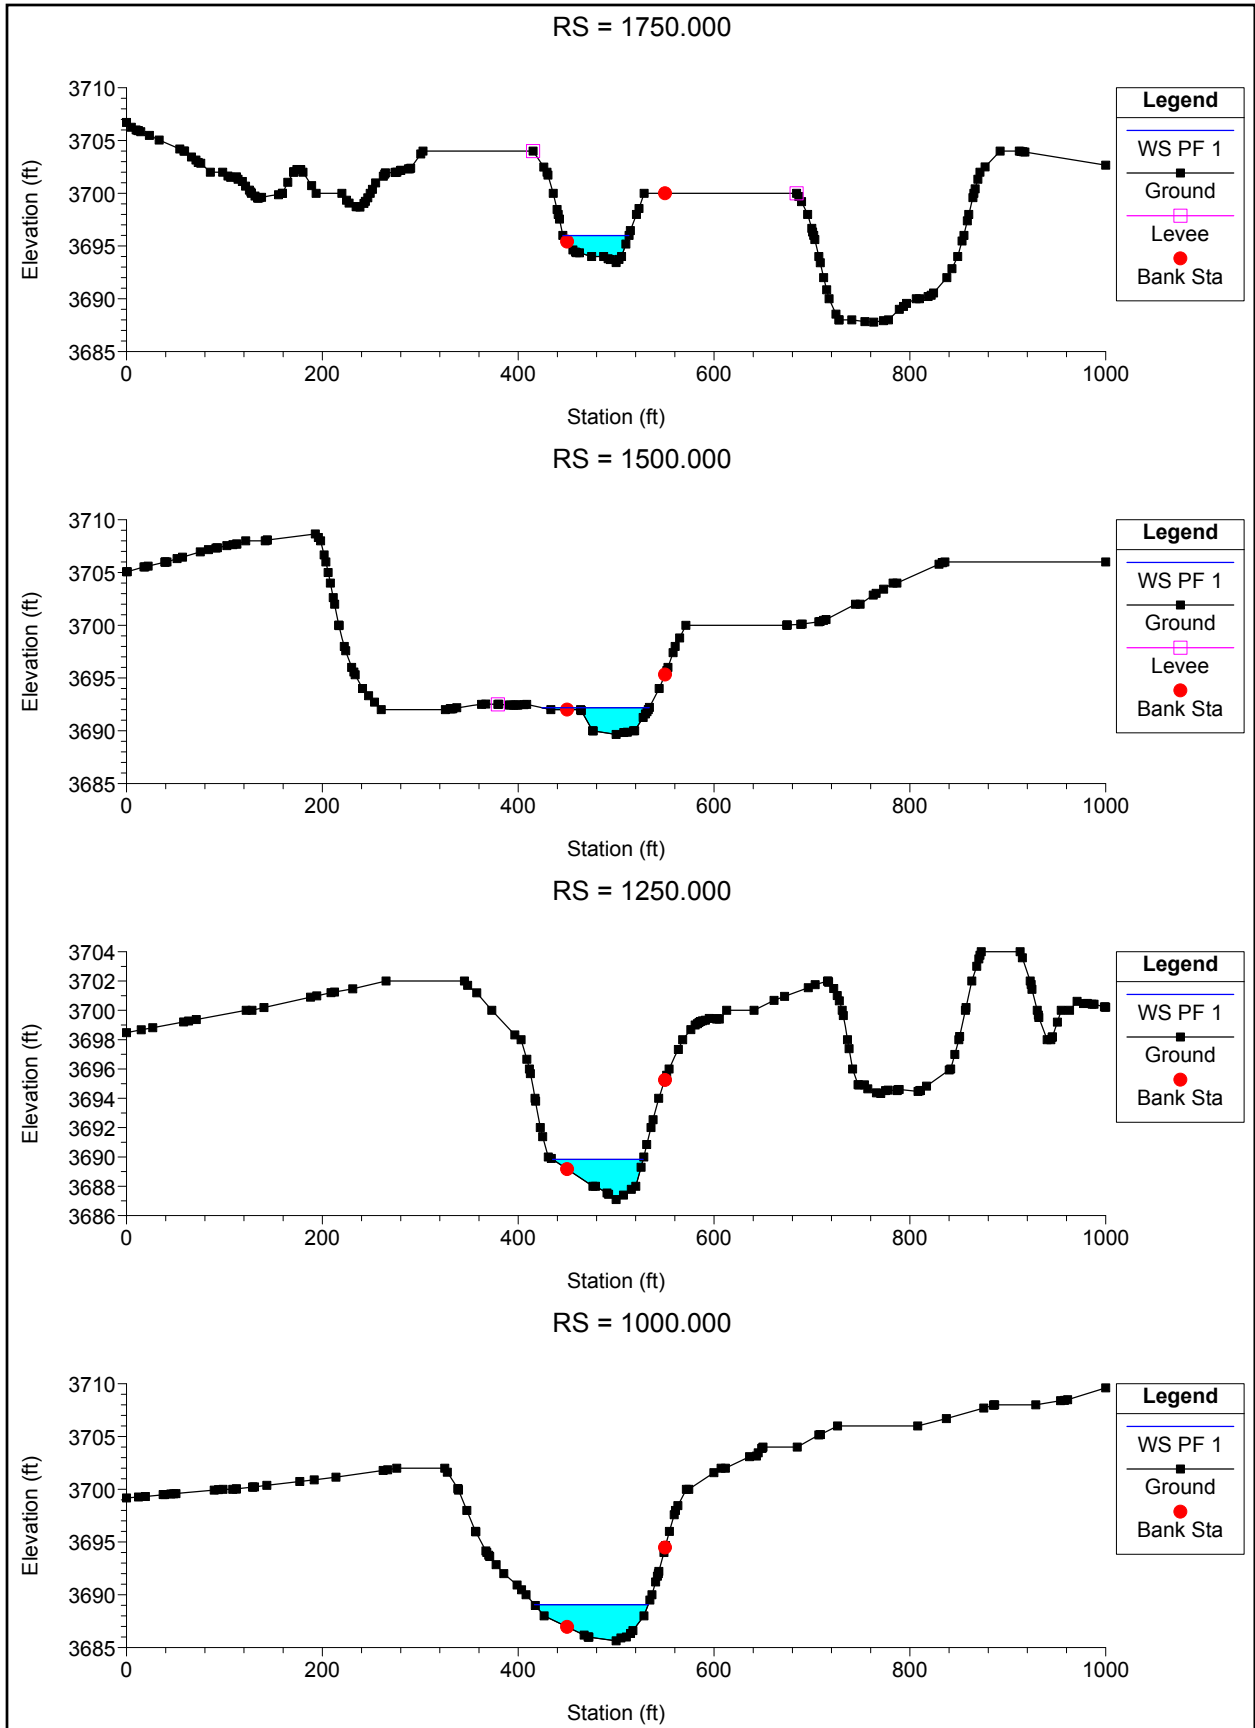 RS = 1750.000
3710
3705
3700
3695
3690
3685
Elevation (ft)
0 200 400 600 800 1000
Station (ft)
Legend
WS PF 1
Ground
Levee
Bank Sta
RS = 1500.000
3710
3705
3700
3695
3690
3685
Elevation (ft)
0 200 400 600 800 1000
Station (ft)
Legend
WS PF 1
Ground
Levee
Bank Sta
RS = 1250.000
3704
3702
3700
3698
3696
3694
3692
3690
3688
3686
Elevation (ft)
0 200 400 600 800 1000
Station (ft)
Legend
WS PF 1
Ground
Bank Sta
RS = 1000.000
3710
3705
3700
3695
3690
3685
Elevation (ft)
0 200 400 600 800 1000
Station (ft)
Legend
WS PF 1
Ground
Bank Sta